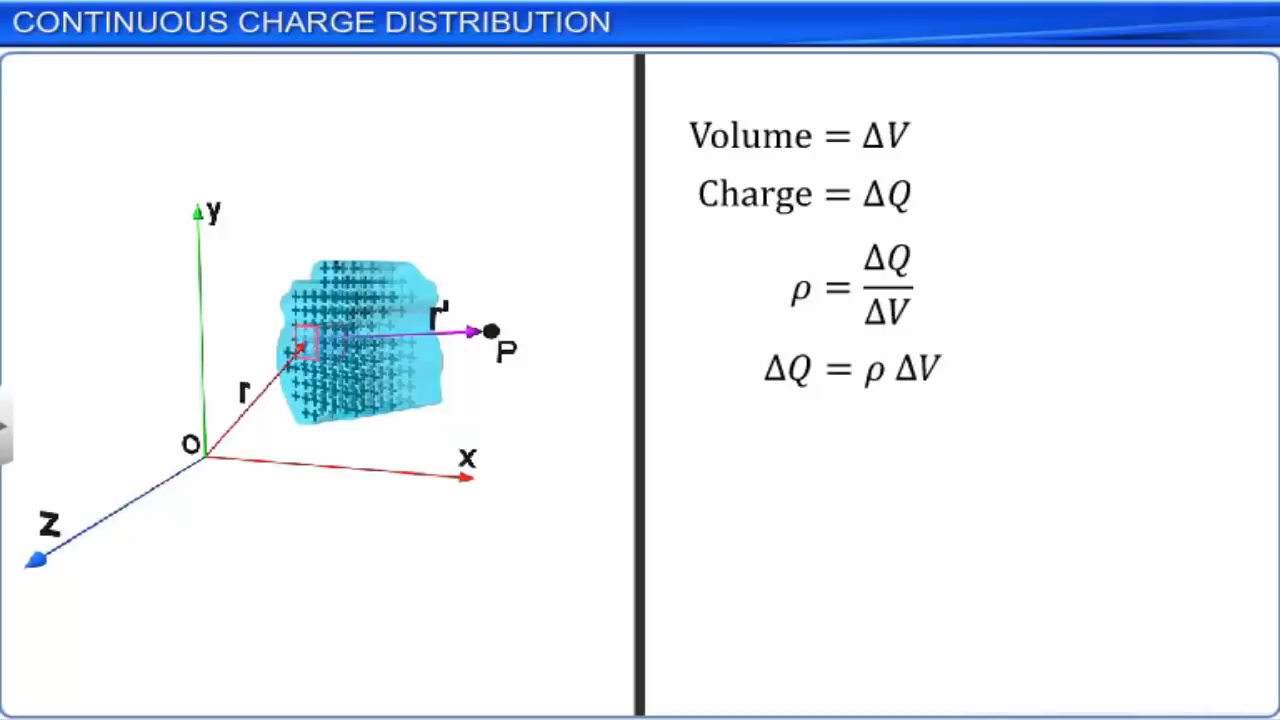 CONTINUOUS CHARGE DISTRIBUTION
y
r'
P
r
O
x
z
Volume = ΔV
Charge = ΔQ
ρ = ΔQ/ΔV
ΔQ = ρ ΔV